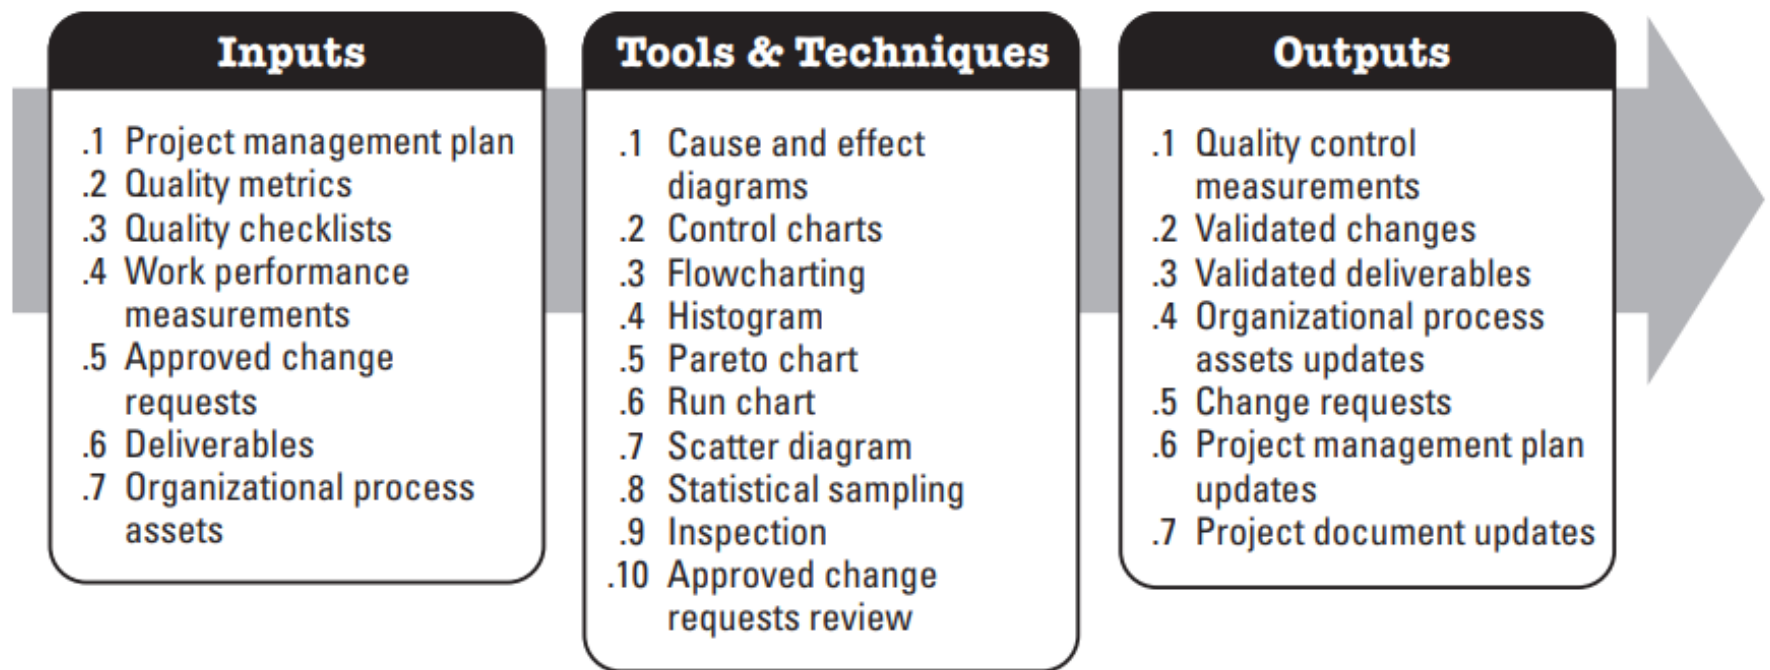 Inputs
.1 Project management plan
.2 Quality metrics
.3 Quality checklists
.4 Work performance
measurements
.5 Approved change
requests
.6 Deliverables
.7 Organizational process
assets
Tools & Techniques
.1 Cause and effect
diagrams
.2 Control charts
.3 Flowcharting
.4 Histogram
.5 Pareto chart
.6 Run chart
.7 Scatter diagram
.8 Statistical sampling
.9 Inspection
.10 Approved change
requests review
Outputs
.1 Quality control
measurements
.2 Validated changes
.3 Validated deliverables
.4 Organizational process
assets updates
.5 Change requests
.6 Project management plan
updates
.7 Project document updates